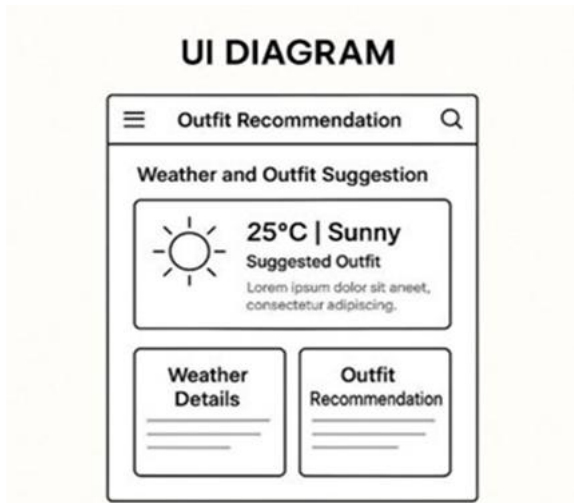 UI DIAGRAM
Outfit Recommendation
Weather and Outfit Suggestion
25°C | Sunny
Suggested Outfit
Lorem ipsum dolor sit aneet,
consectetur adipiscing.
Weather
Details
Outfit
Recommendation